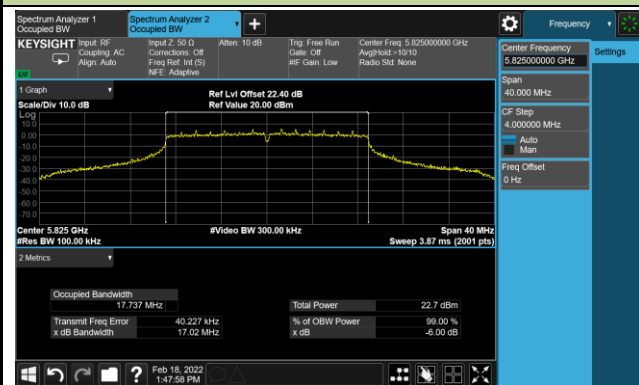 Spectrum Analyzer 1
Occupied BW
Spectrum Analyzer 2
Occupied BW
+
Frequency
KEYSIGHT
Input: RF
Coupling: AC
Align: Auto
Input Z: 50 Ω
Corrections: Off
Freq Ref: Int (S)
NFE: Adaptive
Atten: 10 dB
Trig: Free Run
Gate: Off
#IF Gain: Low
Center Freq: 5.825000000 GHz
Avg|Hold:>10/10
Radio Std: None
Center Frequency
5.825000000 GHz
Settings
Span
40.000 MHz
CF Step
4.000000 MHz
Auto
Man
Freq Offset
0 Hz
1 Graph
Scale/Div 10.0 dB
Ref Lvl Offset 22.40 dB
Ref Value 20.00 dBm
Log
10.0
0.00
-10.0
-20.0
-30.0
-40.0
-50.0
-60.0
-70.0
Center 5.825 GHz
#Res BW 100.00 kHz
#Video BW 300.00 kHz
Span 40 MHz
Sweep 3.87 ms (2001 pts)
2 Metrics
Occupied Bandwidth
17.737 MHz
Transmit Freq Error 40.227 kHz
x dB Bandwidth 17.02 MHz
Total Power 22.7 dBm
% of OBW Power 99.00 %
x dB -6.00 dB
?
Feb 18, 2022
1:47:58 PM